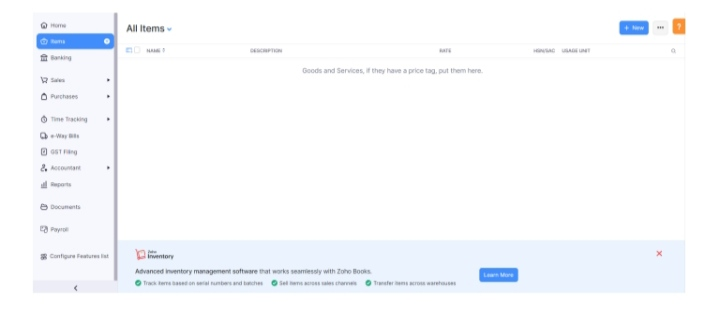 Home
Items
Banking
Sales
Purchases
Time Tracking
e-Way Bills
GST Filing
Accountant
Reports
Documents
Payroll
Configure Features list
All Items
+ New
?
NAME DESCRIPTION RATE HSN/SAC USAGE UNIT
Goods and Services, if they have a price tag, put them here.
Zoho
Inventory
Advanced inventory management software that works seamlessly with Zoho Books.
Track items based on serial numbers and batches Sell items across sales channels Transfer items across warehouses
Learn More